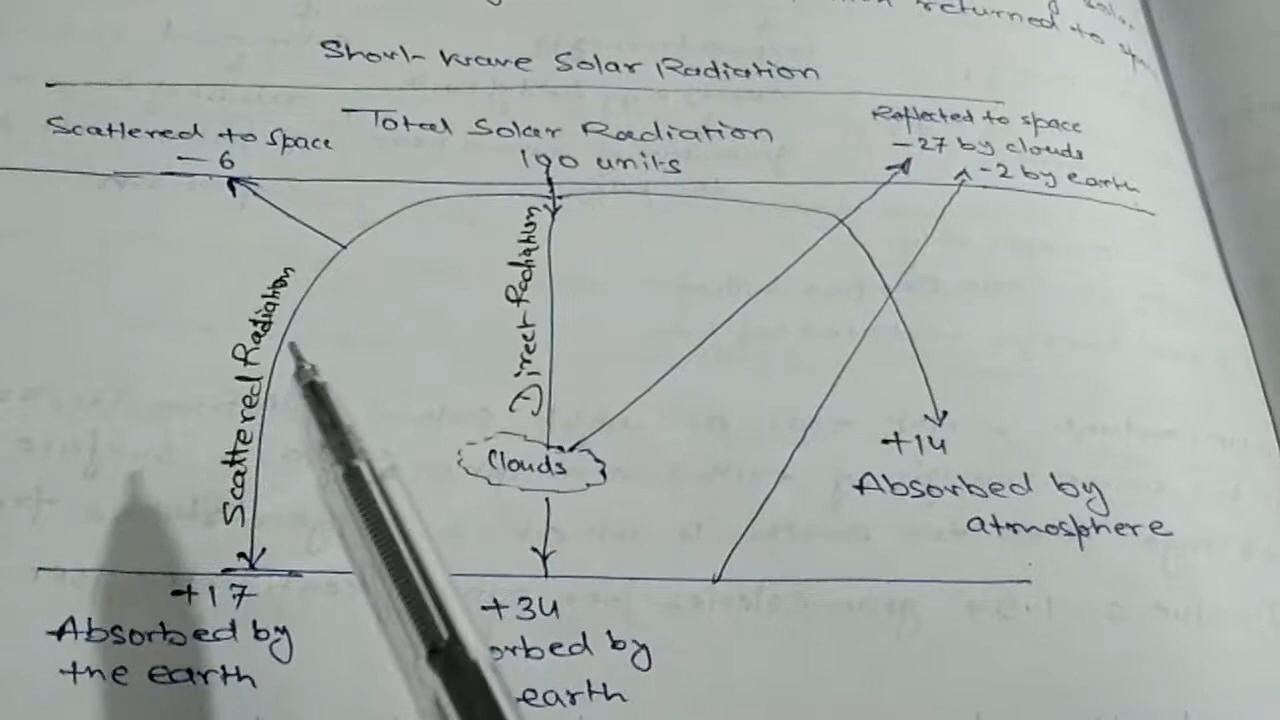 returned to
Short-Wave Solar Radiation
Scattered to space
-6
Total Solar Radiation
100 units
Reflected to space
-27 by clouds
-2 by earth
Scattered Radiation
Direct Radiation
Clouds
+14
Absorbed by
atmosphere
+17
Absorbed by
the earth
+34
orbed by
earth